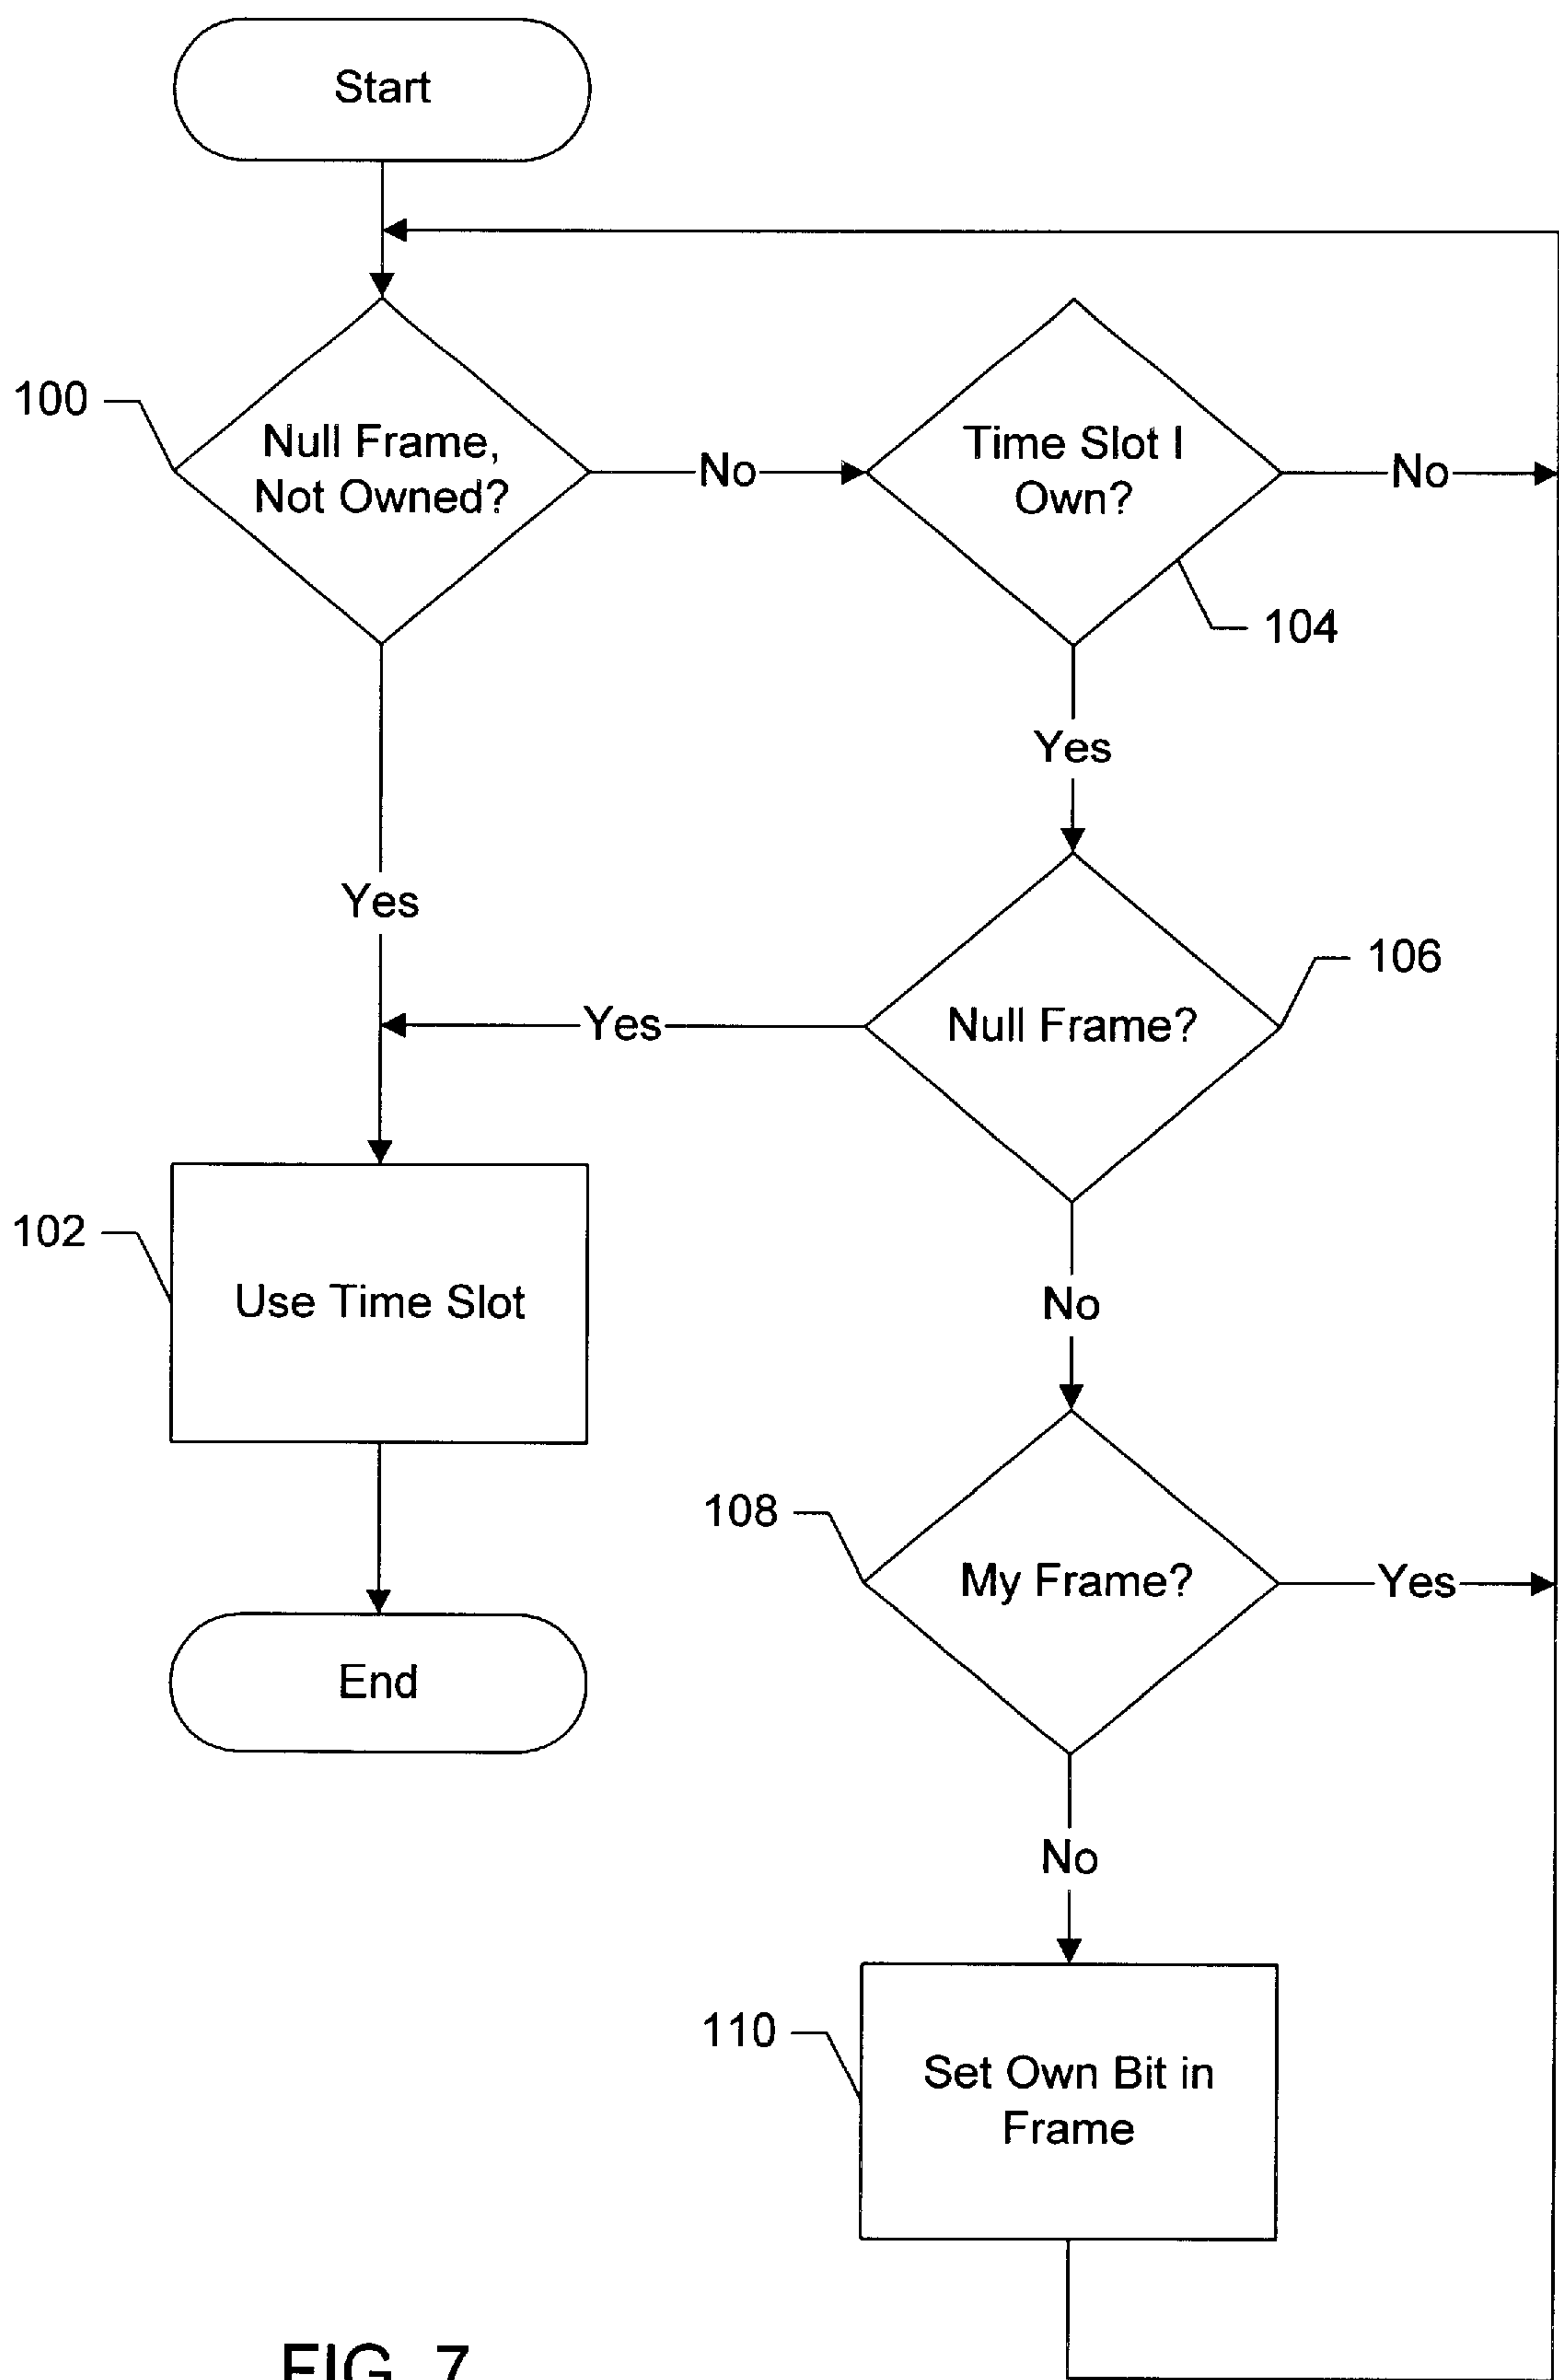 Start
100
Null Frame,
Not Owned?
No
Time Slot I
Own?
No
104
Yes
Yes
106
Null Frame?
Yes
102
Use Time Slot
No
108
My Frame?
Yes
End
No
110
Set Own Bit in
Frame
FIG. 7